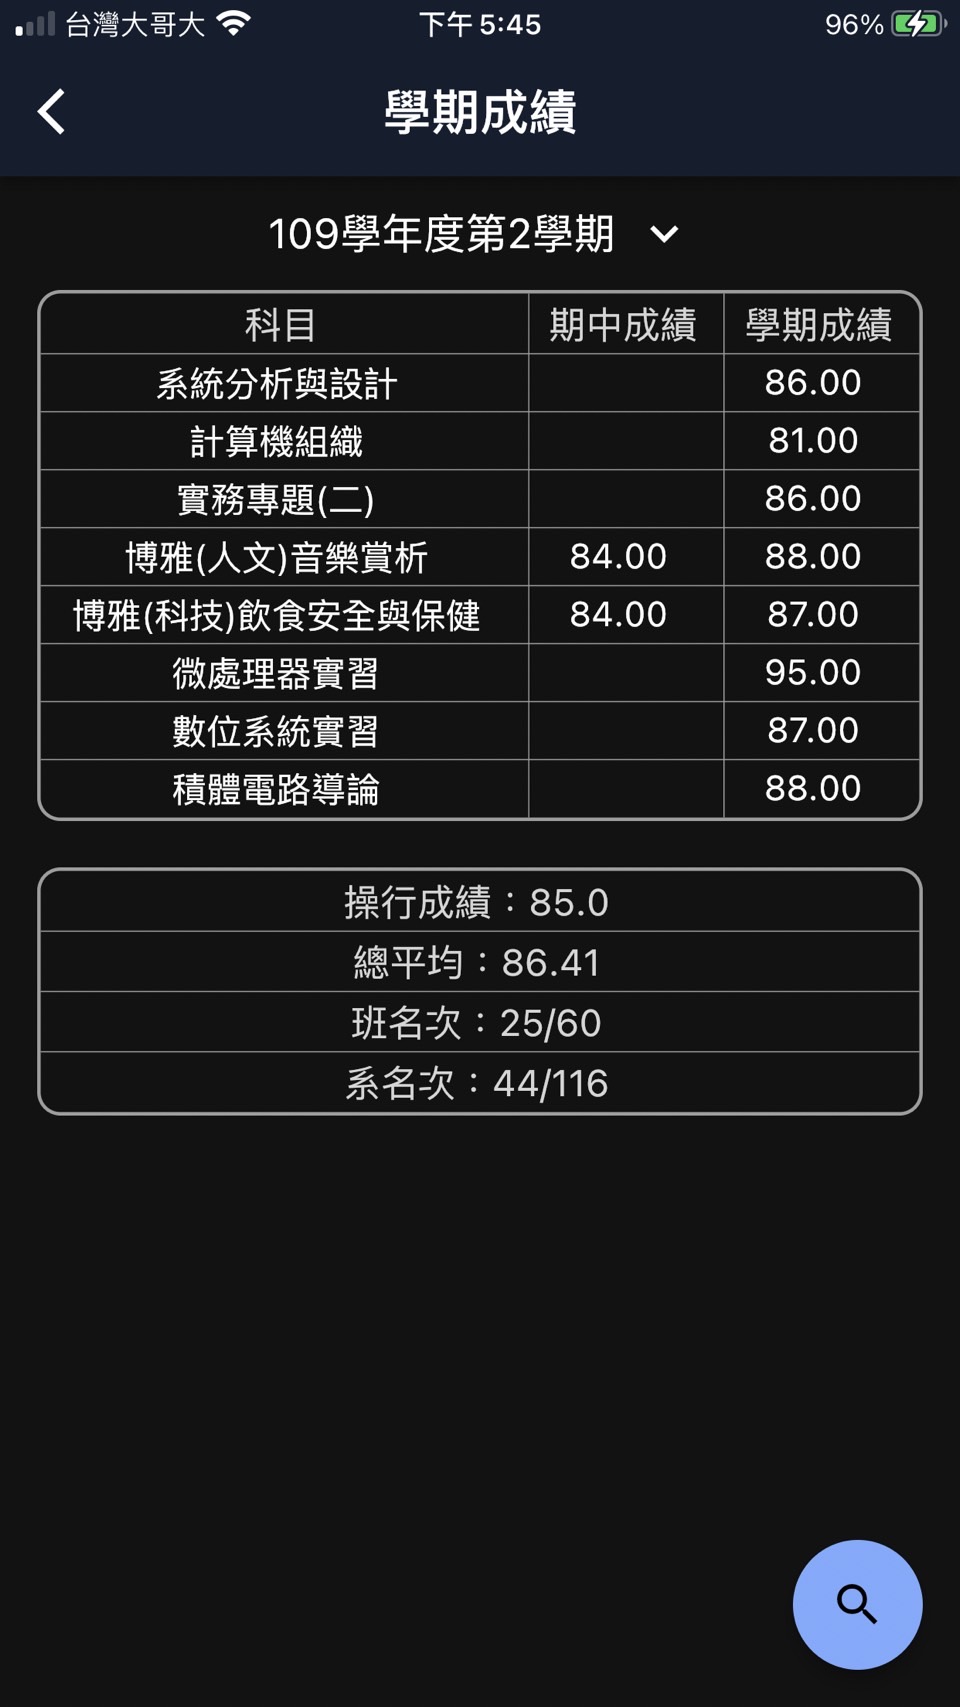 台灣大哥大 下午 5:45 96%
學期成績
109學年度第2學期
科目 期中成績 學期成績
系統分析與設計 86.00
計算機組織 81.00
實務專題(二) 86.00
博雅(人文)音樂賞析 84.00 88.00
博雅(科技)飲食安全與保健 84.00 87.00
微處理器實習 95.00
數位系統實習 87.00
積體電路導論 88.00
操行成績：85.0
總平均：86.41
班名次：25/60
系名次：44/116